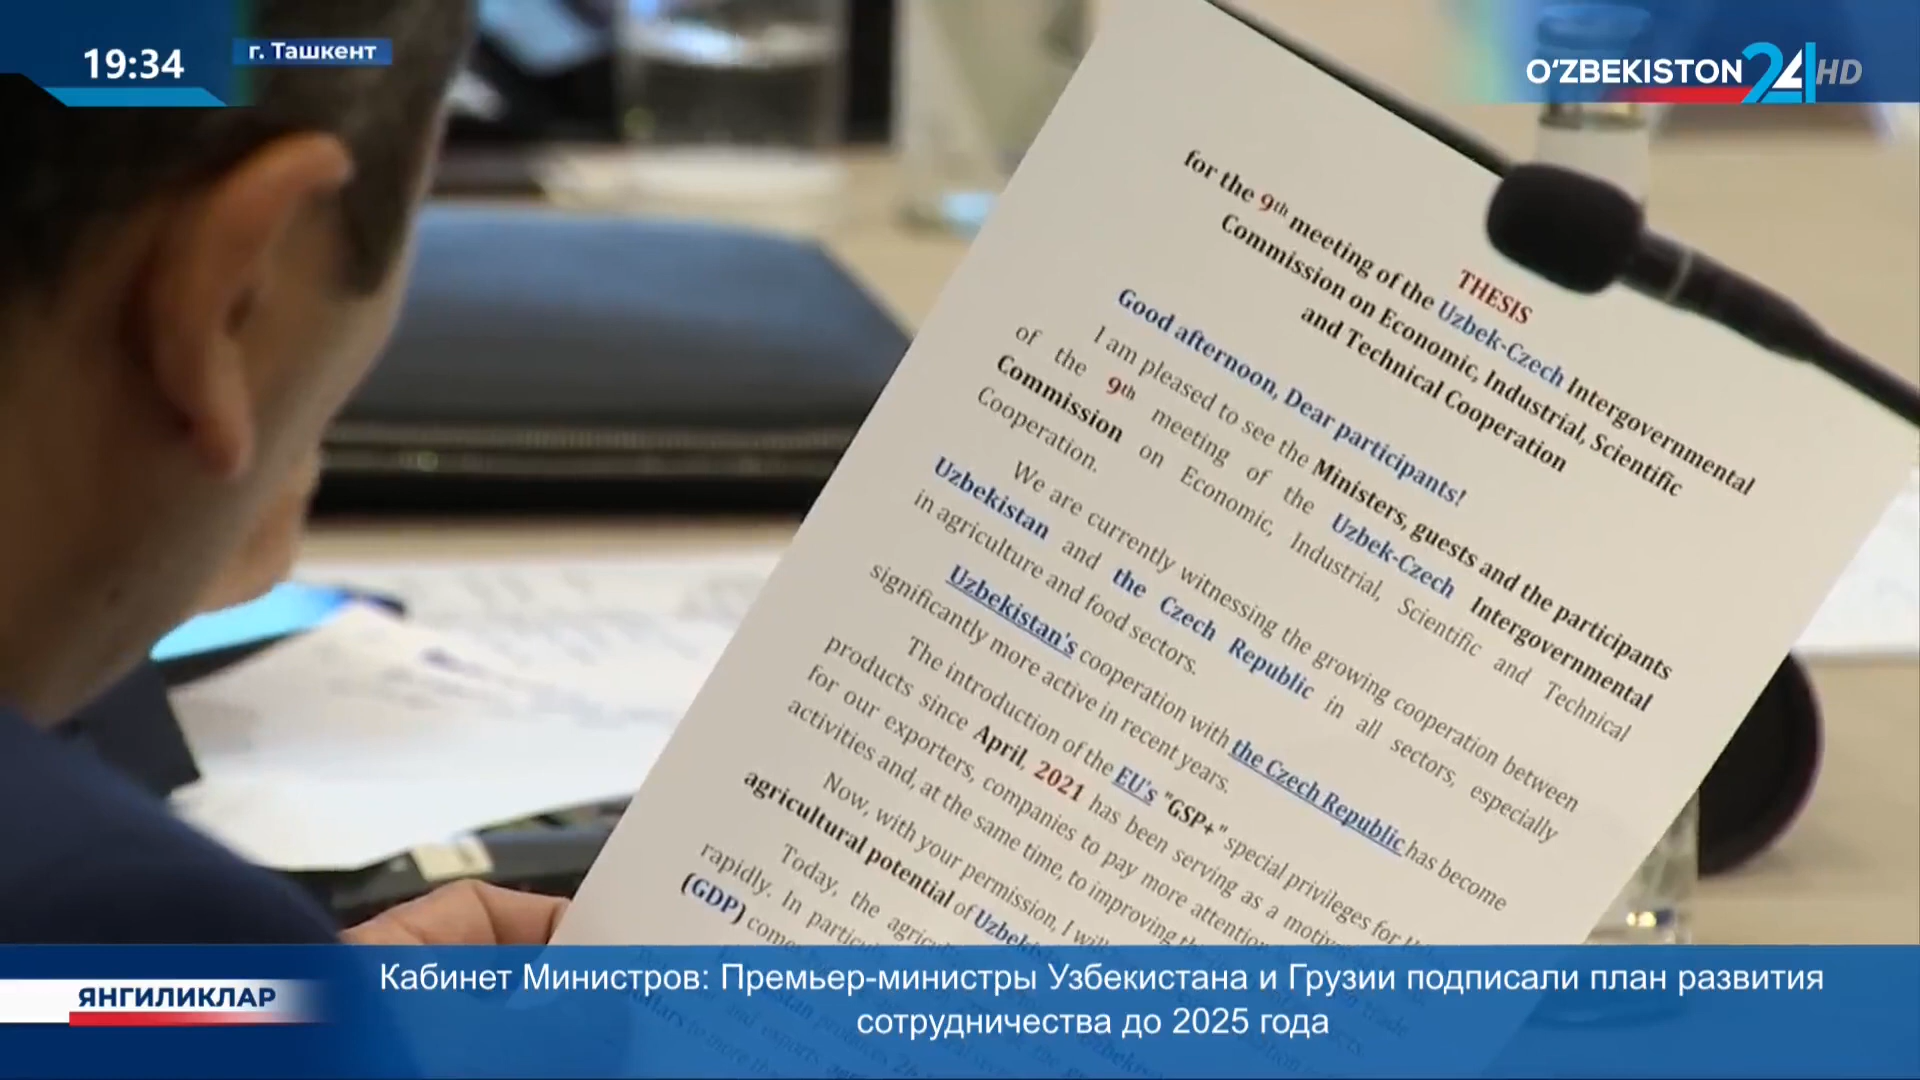 19:34
г. Ташкент
O‘ZBEKISTON 24 HD
THESIS
for the 9th meeting of the Uzbek-Czech Intergovernmental
Commission on Economic, Industrial, Scientific
and Technical Cooperation
Good afternoon, Dear participants!
I am pleased to see the Ministers, guests and the participants
of the 9th meeting of the Uzbek-Czech Intergovernmental
Commission on Economic, Industrial, Scientific and Technical
Cooperation.
We are currently witnessing the growing cooperation between
Uzbekistan and the Czech Republic in all sectors, especially
in agriculture and food sectors.
Uzbekistan's cooperation with the Czech Republic has become
significantly more active in recent years.
The introduction of the EU's "GSP+" special privileges for
products since April, 2021 has been serving as a
for our exporters, companies to pay more
activities and, at the same time, to improving
Now, with your permission, I
agricultural potential of
Today, the
rapidly. In
(GDP)
ЯНГИЛИКЛАР
Кабинет Министров: Премьер-министры Узбекистана и Грузии подписали план развития
сотрудничества до 2025 года